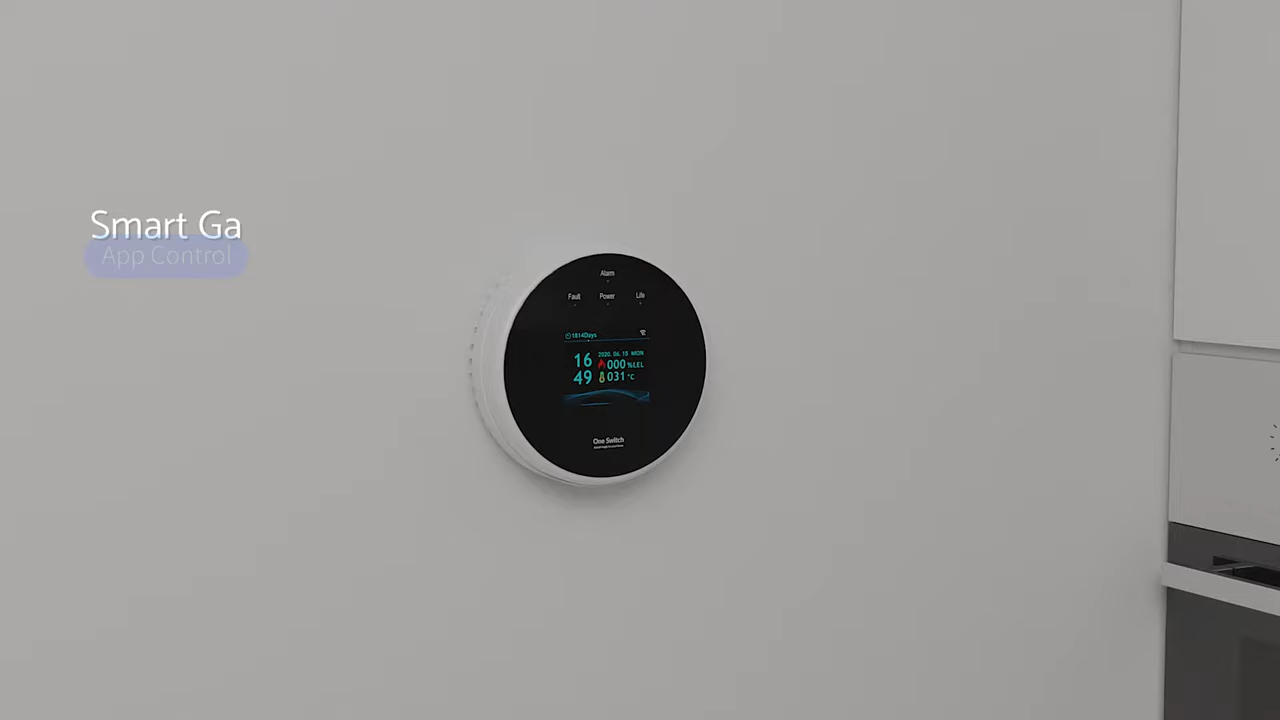 Smart Ga
App Control
Alarm
Fault Power Life
1814Days
16 2020. 06. 15 MON
000 %LEL
49 031 °C
One Switch